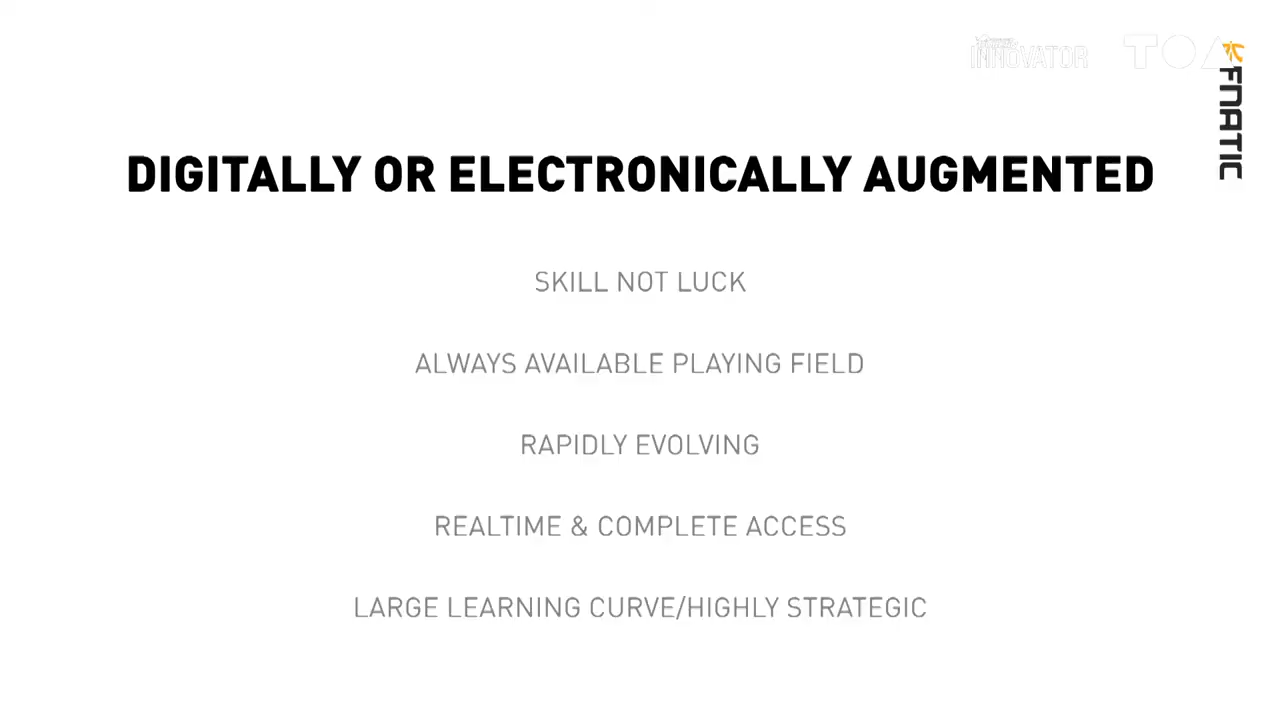 INNOVATOR
TOA
FNATIC
DIGITALLY OR ELECTRONICALLY AUGMENTED
SKILL NOT LUCK
ALWAYS AVAILABLE PLAYING FIELD
RAPIDLY EVOLVING
REALTIME & COMPLETE ACCESS
LARGE LEARNING CURVE/HIGHLY STRATEGIC